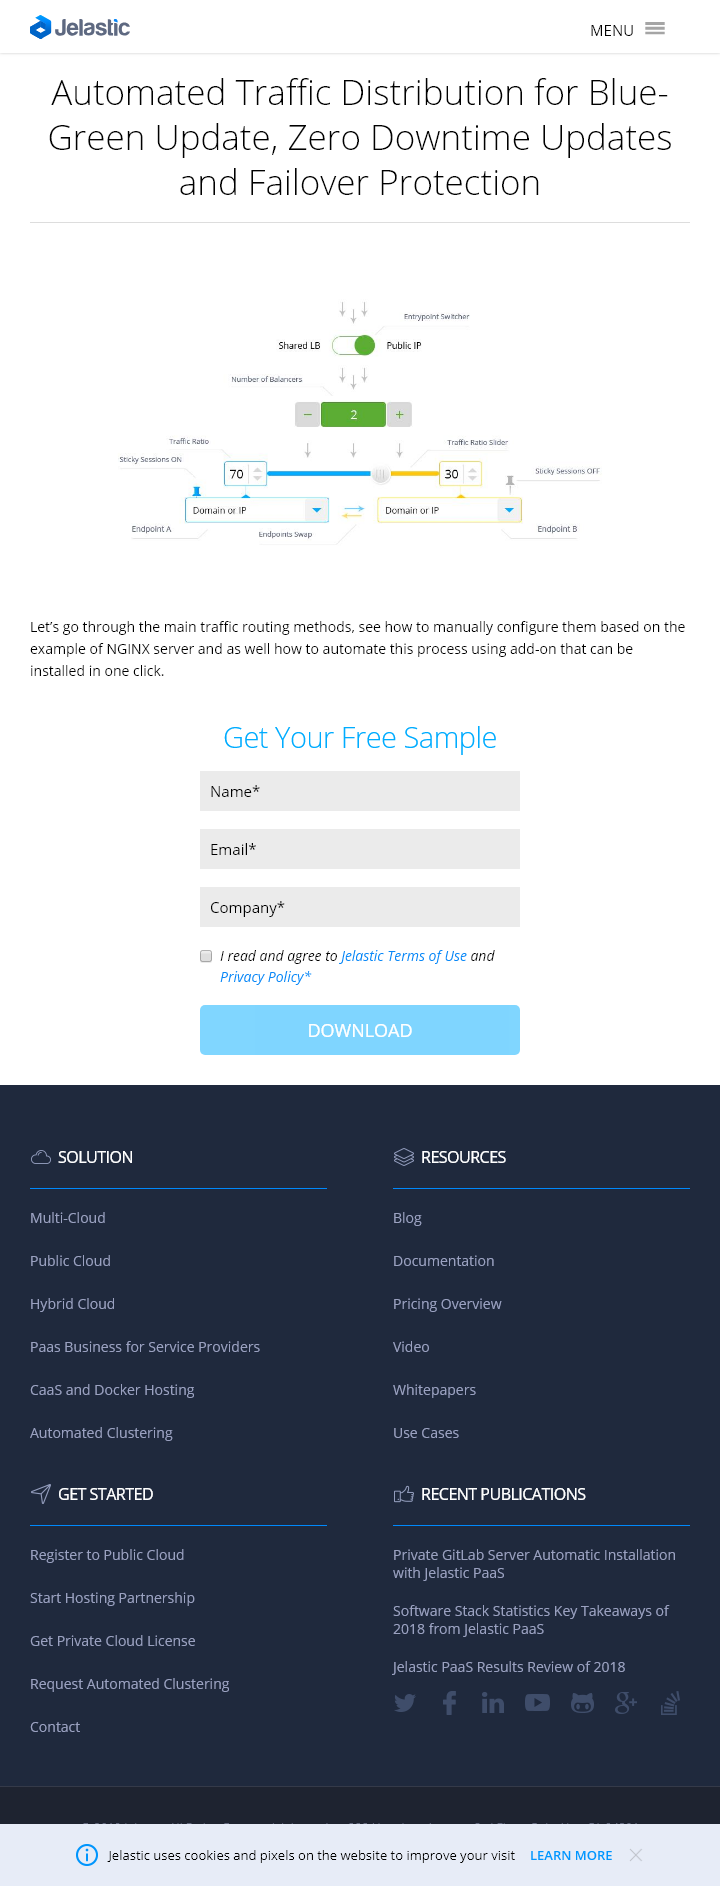 Jelastic
MENU
Automated Traffic Distribution for Blue-
Green Update, Zero Downtime Updates
and Failover Protection
Entrypoint Switcher
Shared LB
Public IP
Number of Balancers
−
2
+
Traffic Ratio
Traffic Ratio Slider
Sticky Sessions ON
70
30
Sticky Sessions OFF
Domain or IP
Domain or IP
Endpoint A
Endpoints Swap
Endpoint B
Let’s go through the main traffic routing methods, see how to manually configure them based on the
example of NGINX server and as well how to automate this process using add-on that can be
installed in one click.
Get Your Free Sample
Name*
Email*
Company*
I read and agree to Jelastic Terms of Use and
Privacy Policy*
DOWNLOAD
SOLUTION
Multi-Cloud
Public Cloud
Hybrid Cloud
Paas Business for Service Providers
CaaS and Docker Hosting
Automated Clustering
RESOURCES
Blog
Documentation
Pricing Overview
Video
Whitepapers
Use Cases
GET STARTED
Register to Public Cloud
Start Hosting Partnership
Get Private Cloud License
Request Automated Clustering
Contact
RECENT PUBLICATIONS
Private GitLab Server Automatic Installation
with Jelastic PaaS
Software Stack Statistics Key Takeaways of
2018 from Jelastic PaaS
Jelastic PaaS Results Review of 2018
Jelastic uses cookies and pixels on the website to improve your visit LEARN MORE